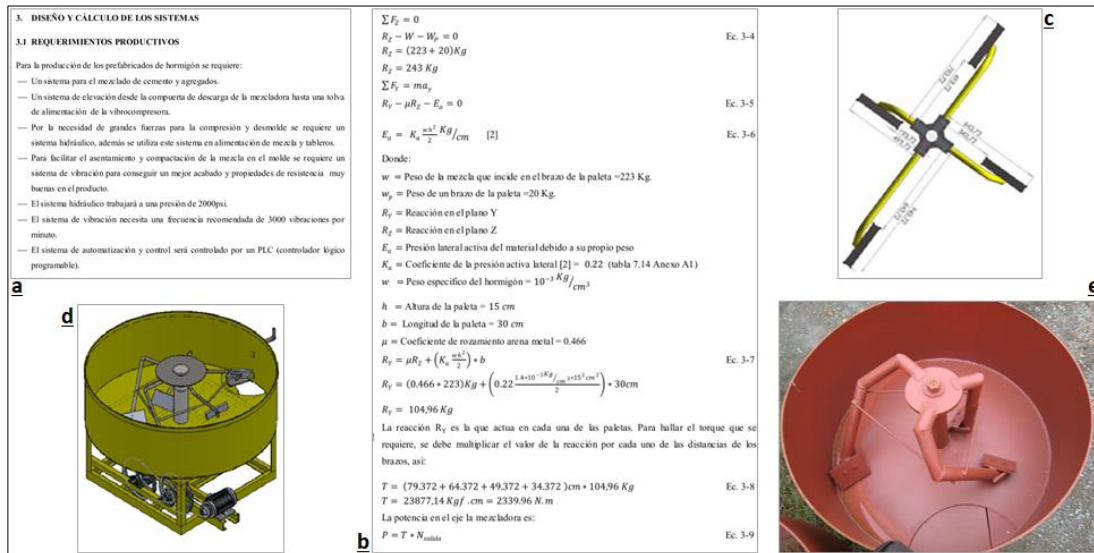 3. DISEÑO Y CÁLCULO DE LOS SISTEMAS
3.1 REQUERIMIENTOS PRODUCTIVOS
Para la producción de los prefabricados de hormigón se requiere:
— Un sistema para el mezclado de cemento y agregados.
— Un sistema de elevación desde la compuerta de descarga de la mezcladora hasta una tolva
de alimentación de la vibrocompresora.
— Por la necesidad de grandes fuerzas para la compresión y desmolde se requiere un
sistema hidráulico, además se utiliza este sistema en alimentación de mezcla y tableros.
— Para facilitar el asentamiento y compactación de la mezcla en el molde se requiere un
sistema de vibración para conseguir un mejor acabado y propiedades de resistencia muy
buenas en el producto.
— El sistema hidráulico trabajará a una presión de 2000psi.
— El sistema de vibración necesita una frecuencia recomendada de 3000 vibraciones por
minuto.
— El sistema de automatización y control será controlado por un PLC (controlador lógico
programable).
a
d
∑F_Z = 0
R_Z − W − W_P = 0 Ec. 3-4
R_Z = (223 + 20)Kg
R_Z = 243 Kg
∑F_Y = ma_y
R_Y − μR_Z − E_a = 0 Ec. 3-5
E_a = K_a wh²/2 Kg/cm [2] Ec. 3-6
Donde:
w = Peso de la mezcla que incide en el brazo de la paleta =223 Kg.
w_p = Peso de un brazo de la paleta =20 Kg.
R_Y = Reacción en el plano Y
R_Z = Reacción en el plano Z
E_a = Presión lateral activa del material debido a su propio peso
K_a = Coeficiente de la presión activa lateral [2] = 0.22 (tabla 7.14 Anexo A1)
w = Peso específico del hormigón = 10⁻³ Kg/cm³
h = Altura de la paleta = 15 cm
b = Longitud de la paleta = 30 cm
μ = Coeficiente de rozamiento arena metal = 0.466
R_Y = μR_Z + (K_a wh²/2) * b Ec. 3-7
R_Y = (0.466 * 223)Kg + (0.22 1.4*10⁻³Kg/cm³*15² cm²/2) * 30cm
R_Y = 104,96 Kg
La reacción R_Y es la que actua en cada una de las paletas. Para hallar el torque que se
requiere, se debe multiplicar el valor de la reacción por cada uno de las distancias de los
brazos, así:
T = (79.372 + 64.372 + 49.372 + 34.372 )cm * 104,96 Kg Ec. 3-8
T = 23877,14 Kgf .cm = 2339.96 N.m
La potencia en el eje la mezcladora es:
P = T * N_salida Ec. 3-9
b
c
e